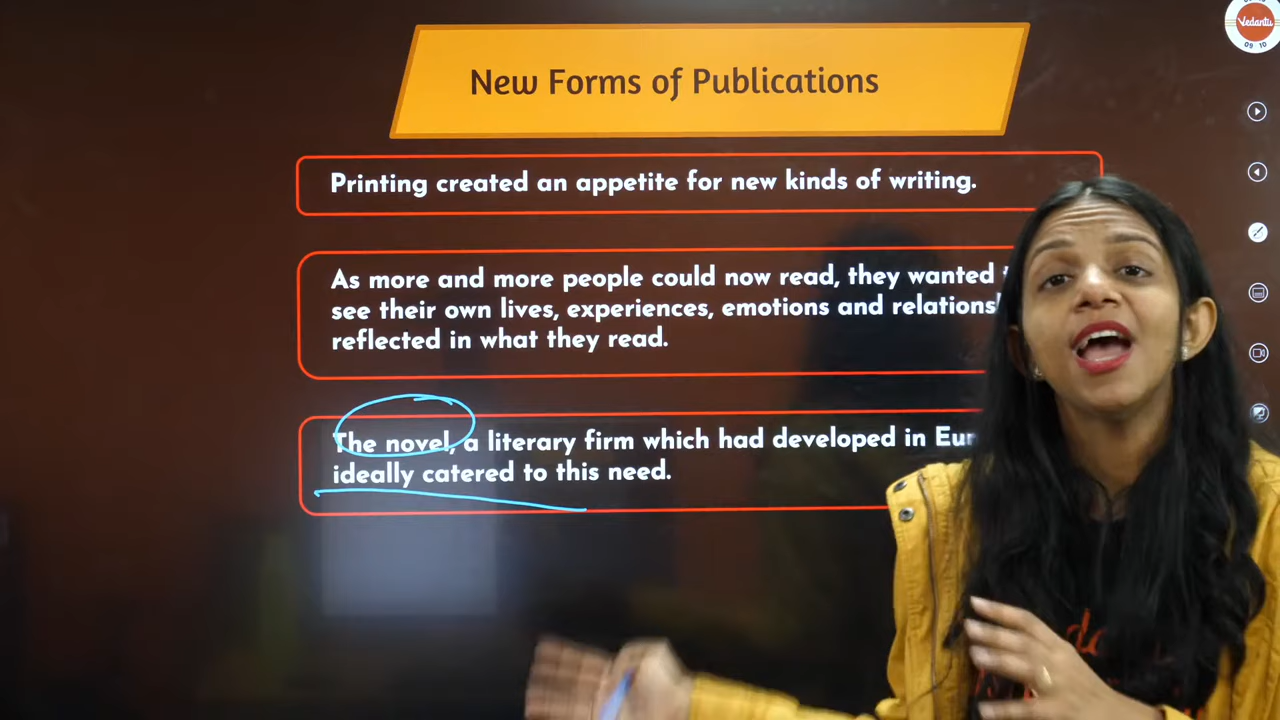 New Forms of Publications
Vedantu
09 10
Printing created an appetite for new kinds of writing.
As more and more people could now read, they wanted
see their own lives, experiences, emotions and
reflected in what they read.
The novel, a literary firm which had developed in
ideally catered to this need.